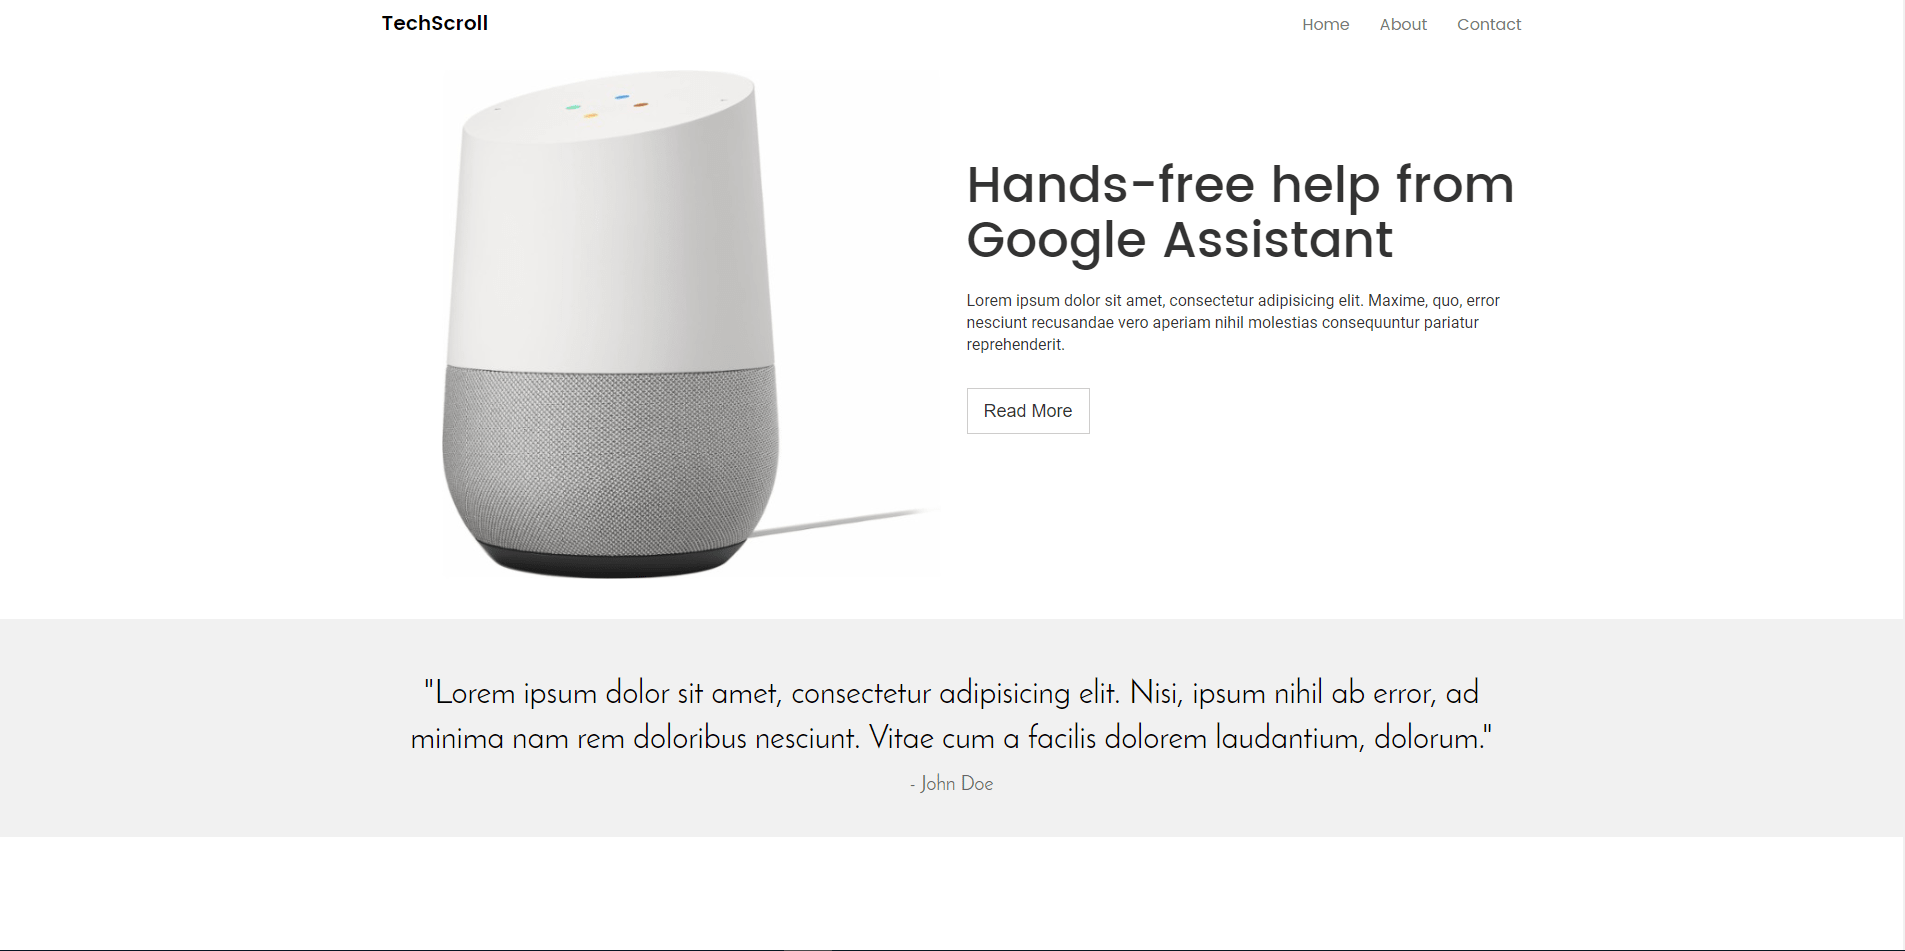 TechScroll
Home About Contact
Hands-free help from
Google Assistant
Lorem ipsum dolor sit amet, consectetur adipisicing elit. Maxime, quo, error
nesciunt recusandae vero aperiam nihil molestias consequuntur pariatur
reprehenderit.
Read More
"Lorem ipsum dolor sit amet, consectetur adipisicing elit. Nisi, ipsum nihil ab error, ad
minima nam rem doloribus nesciunt. Vitae cum a facilis dolorem laudantium, dolorum."
- John Doe